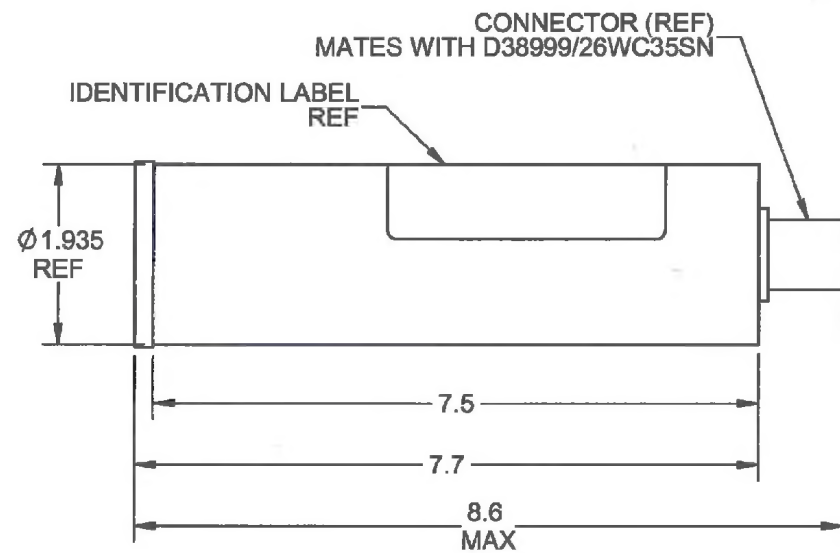 CONNECTOR (REF)
MATES WITH D38999/26WC35SN
IDENTIFICATION LABEL
REF
Ø1.935
REF
7.5
7.7
8.6
MAX